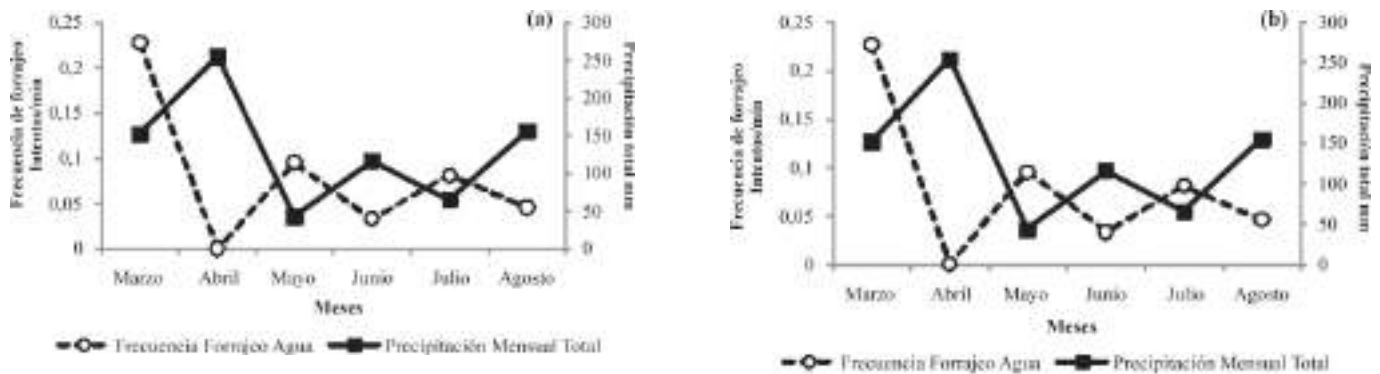 (a)
Frecuencia de forrajeo
Intentos/min
0,25
0,2
0,15
0,1
0,05
0
300
250
200
150
100
50
0
Precipitación total mm
Marzo Abril Mayo Junio Julio Agosto
Meses
Frecuencia Forrajeo Agua Precipitación Mensual Total
(b)
Frecuencia de forrajeo
Intentos/min
0,25
0,2
0,15
0,1
0,05
0
300
250
200
150
100
50
0
Precipitación total mm
Marzo Abril Mayo Junio Julio Agosto
Meses
Frecuencia Forrajeo Agua Precipitación Mensual Total